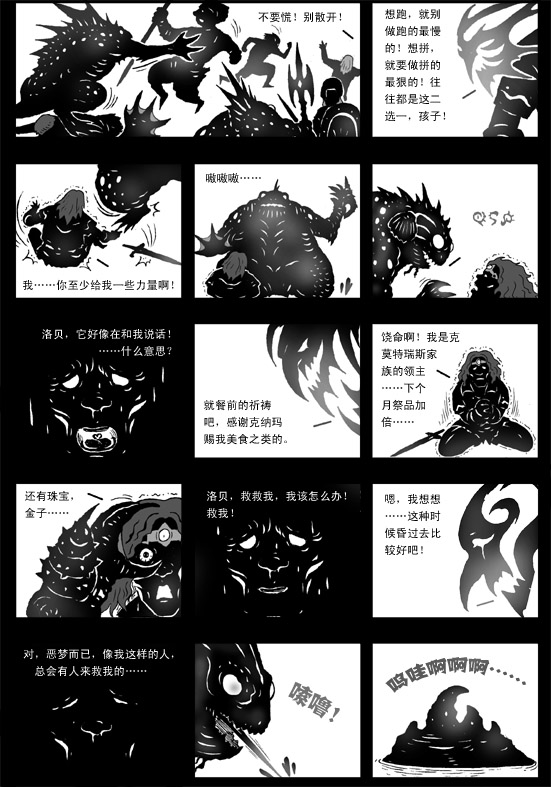 不要慌！别散开！
想跑，就别
做跑的最慢
的！想拼，
就要做拼的
最狠的！往
往都是这二
选一，孩子！
我……你至少给我一些力量啊！
嗷嗷嗷……
洛贝，它好像在和我说话！
……什么意思？
就餐前的祈祷
吧，感谢克纳玛
赐我美食之类的。
饶命啊！我是克
莫特瑞斯家
族的领主
……下个
月祭品加
倍……
还有珠宝，
金子……
洛贝，救救我，我该怎么办！
救我！
嗯，我想想
……这种时
候昏过去比
较好吧！
对，恶梦而已，像我这样的人，
总会有人来救我的……
嗥噜！
呜哇啊啊啊……